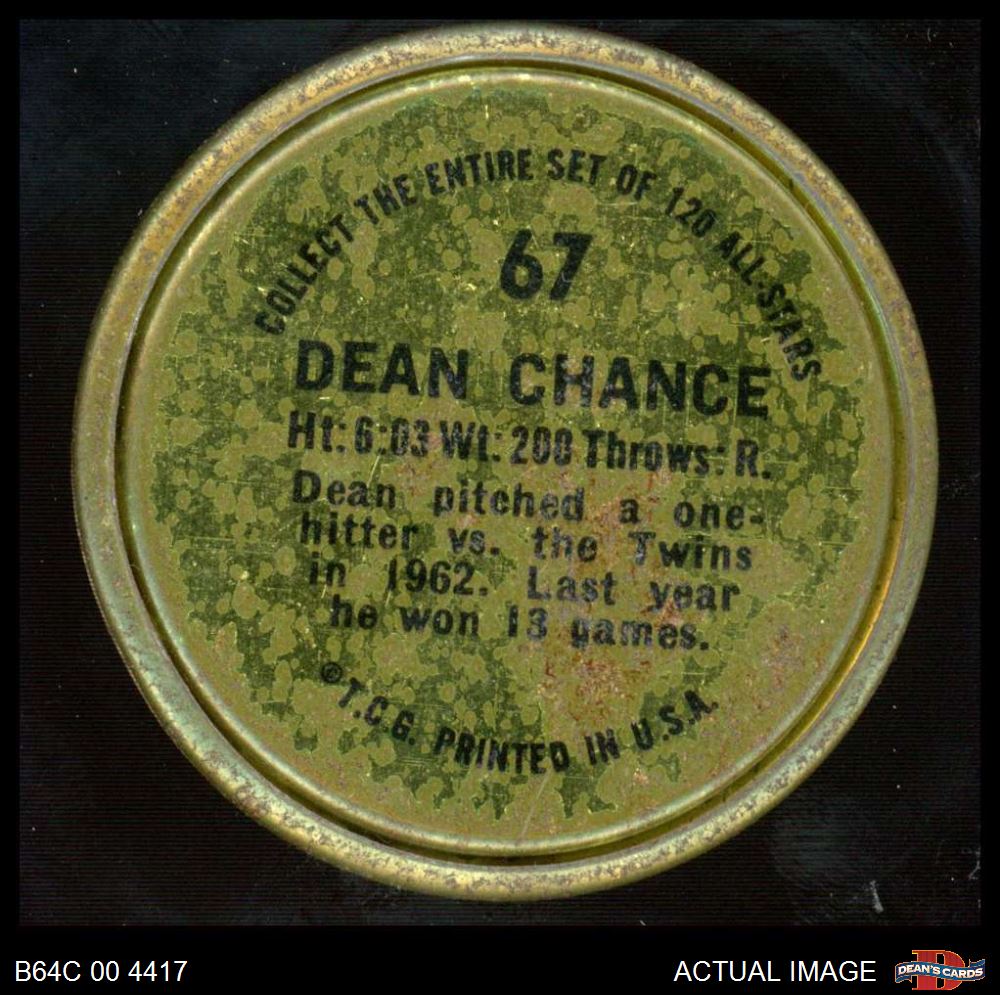 COLLECT THE ENTIRE SET OF 120 ALL-STARS
67
DEAN CHANCE
Ht: 6:03 Wt: 200 Throws: R.
Dean pitched a one-
hitter vs. the Twins
in 1962. Last year
he won 13 games.
©T.C.G. PRINTED IN U.S.A.
B64C 00 4417
ACTUAL IMAGE
D
DEAN'S CARDS